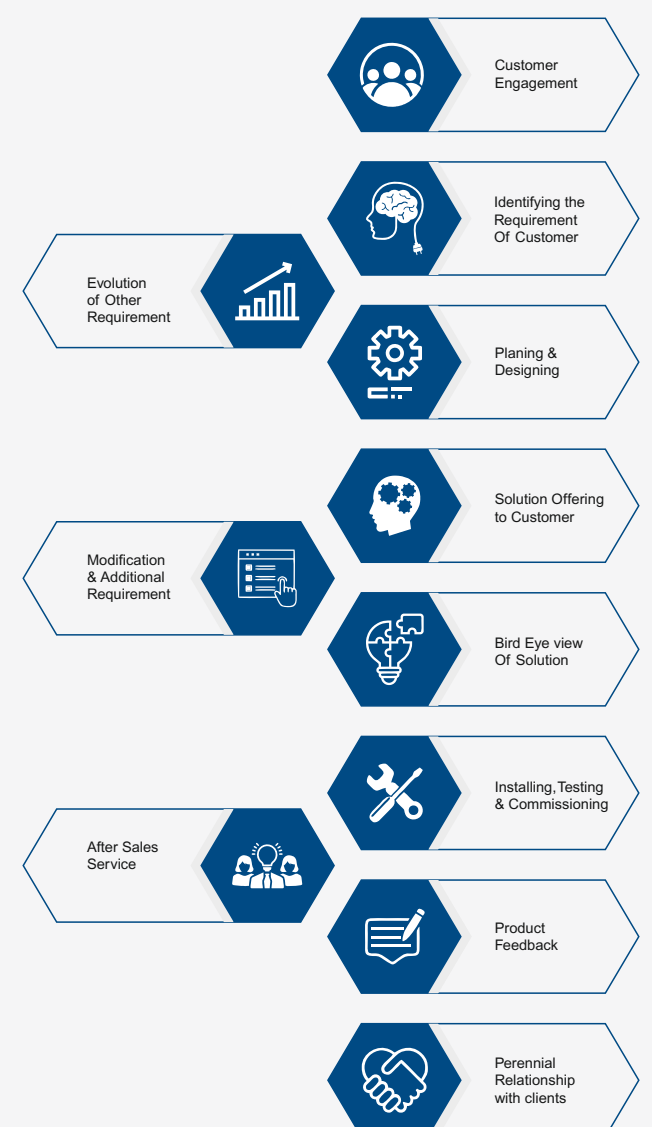 Customer
Engagement
Identifying the
Requirement
Of Customer
Evolution
of Other
Requirement
Planing &
Designing
Solution Offering
to Customer
Modification
& Additional
Requirement
Bird Eye view
Of Solution
Installing,Testing
& Commissioning
After Sales
Service
Product
Feedback
Perennial
Relationship
with clients